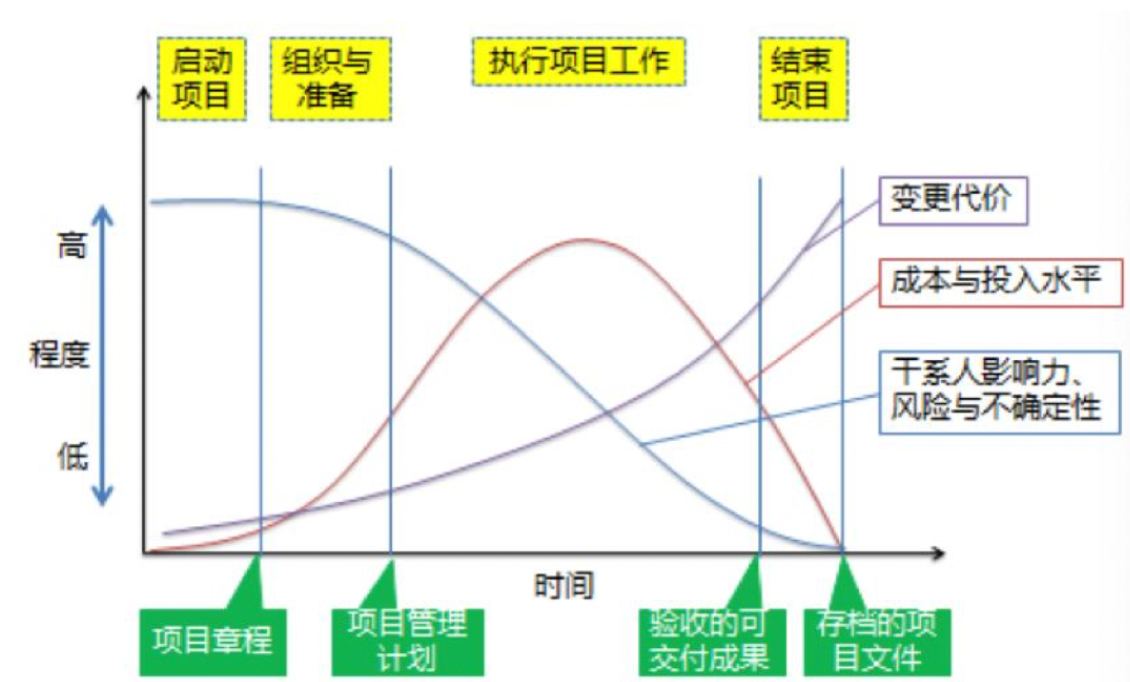 启动
项目
组织与
准备
执行项目工作
结束
项目
变更代价
高
成本与投入水平
程度
干系人影响力、
风险与不确定性
低
时间
项目章程
项目管理
计划
验收的可
交付成果
存档的项
目文件